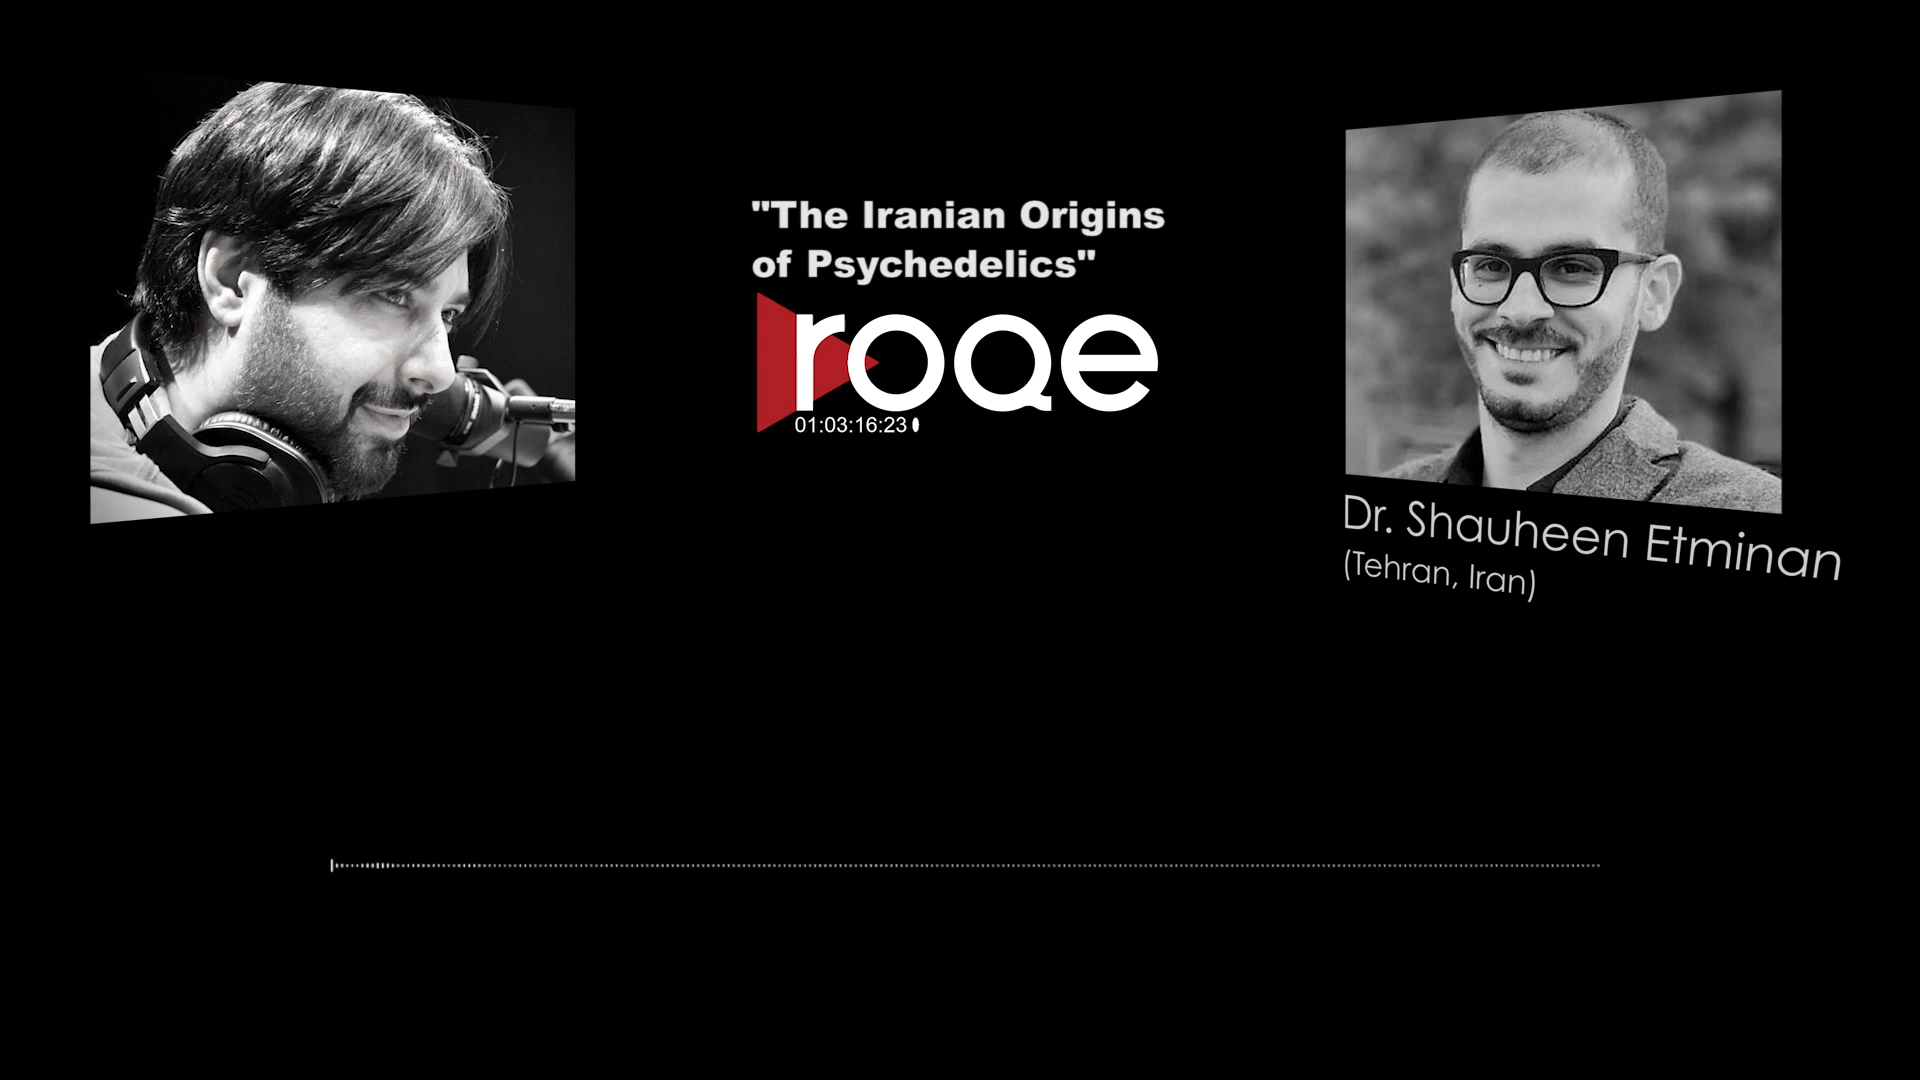 "The Iranian Origins
of Psychedelics"
roqe
01:03:16:23
Dr. Shauheen Etminan
(Tehran, Iran)